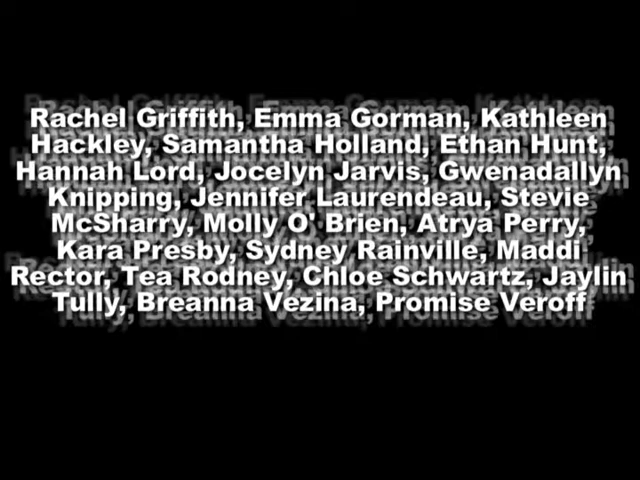 Rachel Griffith, Emma Gorman, Kathleen
Hackley, Samantha Holland, Ethan Hunt,
Hannah Lord, Jocelyn Jarvis, Gwenadallyn
Knipping, Jennifer Laurendeau, Stevie
McSharry, Molly O' Brien, Atrya Perry,
Kara Presby, Sydney Rainville, Maddi
Rector, Tea Rodney, Chloe Schwartz, Jaylin
Tully, Breanna Vezina, Promise Veroff